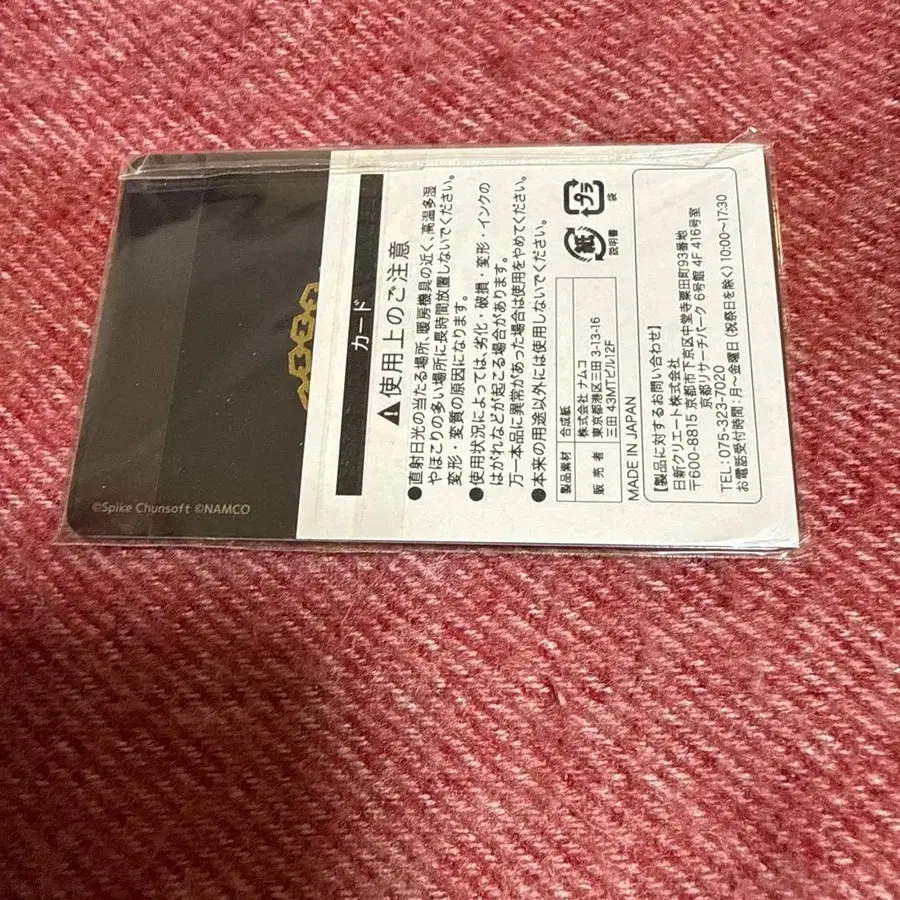 カード
⚠使用上のご注意
●直射日光の当たる場所、暖房機具の近く、高温多湿
やほこりの多い場所に長時間放置しないでください。
変形・変質の原因になります。
●使用状況によっては、劣化・破損・変形・インクの
はがれなどが起こる場合があります。
万一本品に異常があった場合は使用をやめてください。
●本来の用途以外には使用しないでください。
製品素材 合成紙
販売者 株式会社 ナムコ
東京都港区三田 3-13-16
三田 43MTビル12F
紙
説明書
プラ
袋
MADE IN JAPAN
【製品に対するお問い合わせ】
日新クリエート株式会社
〒600-8815 京都市下京区中堂寺粟田町93番地
京都リサーチパーク 6号館 4F 416号室
TEL: 075-323-7020
お電話受付時間:月～金曜日 (祝祭日を除く) 10:00～17:30
©Spike Chunsoft ©NAMCO